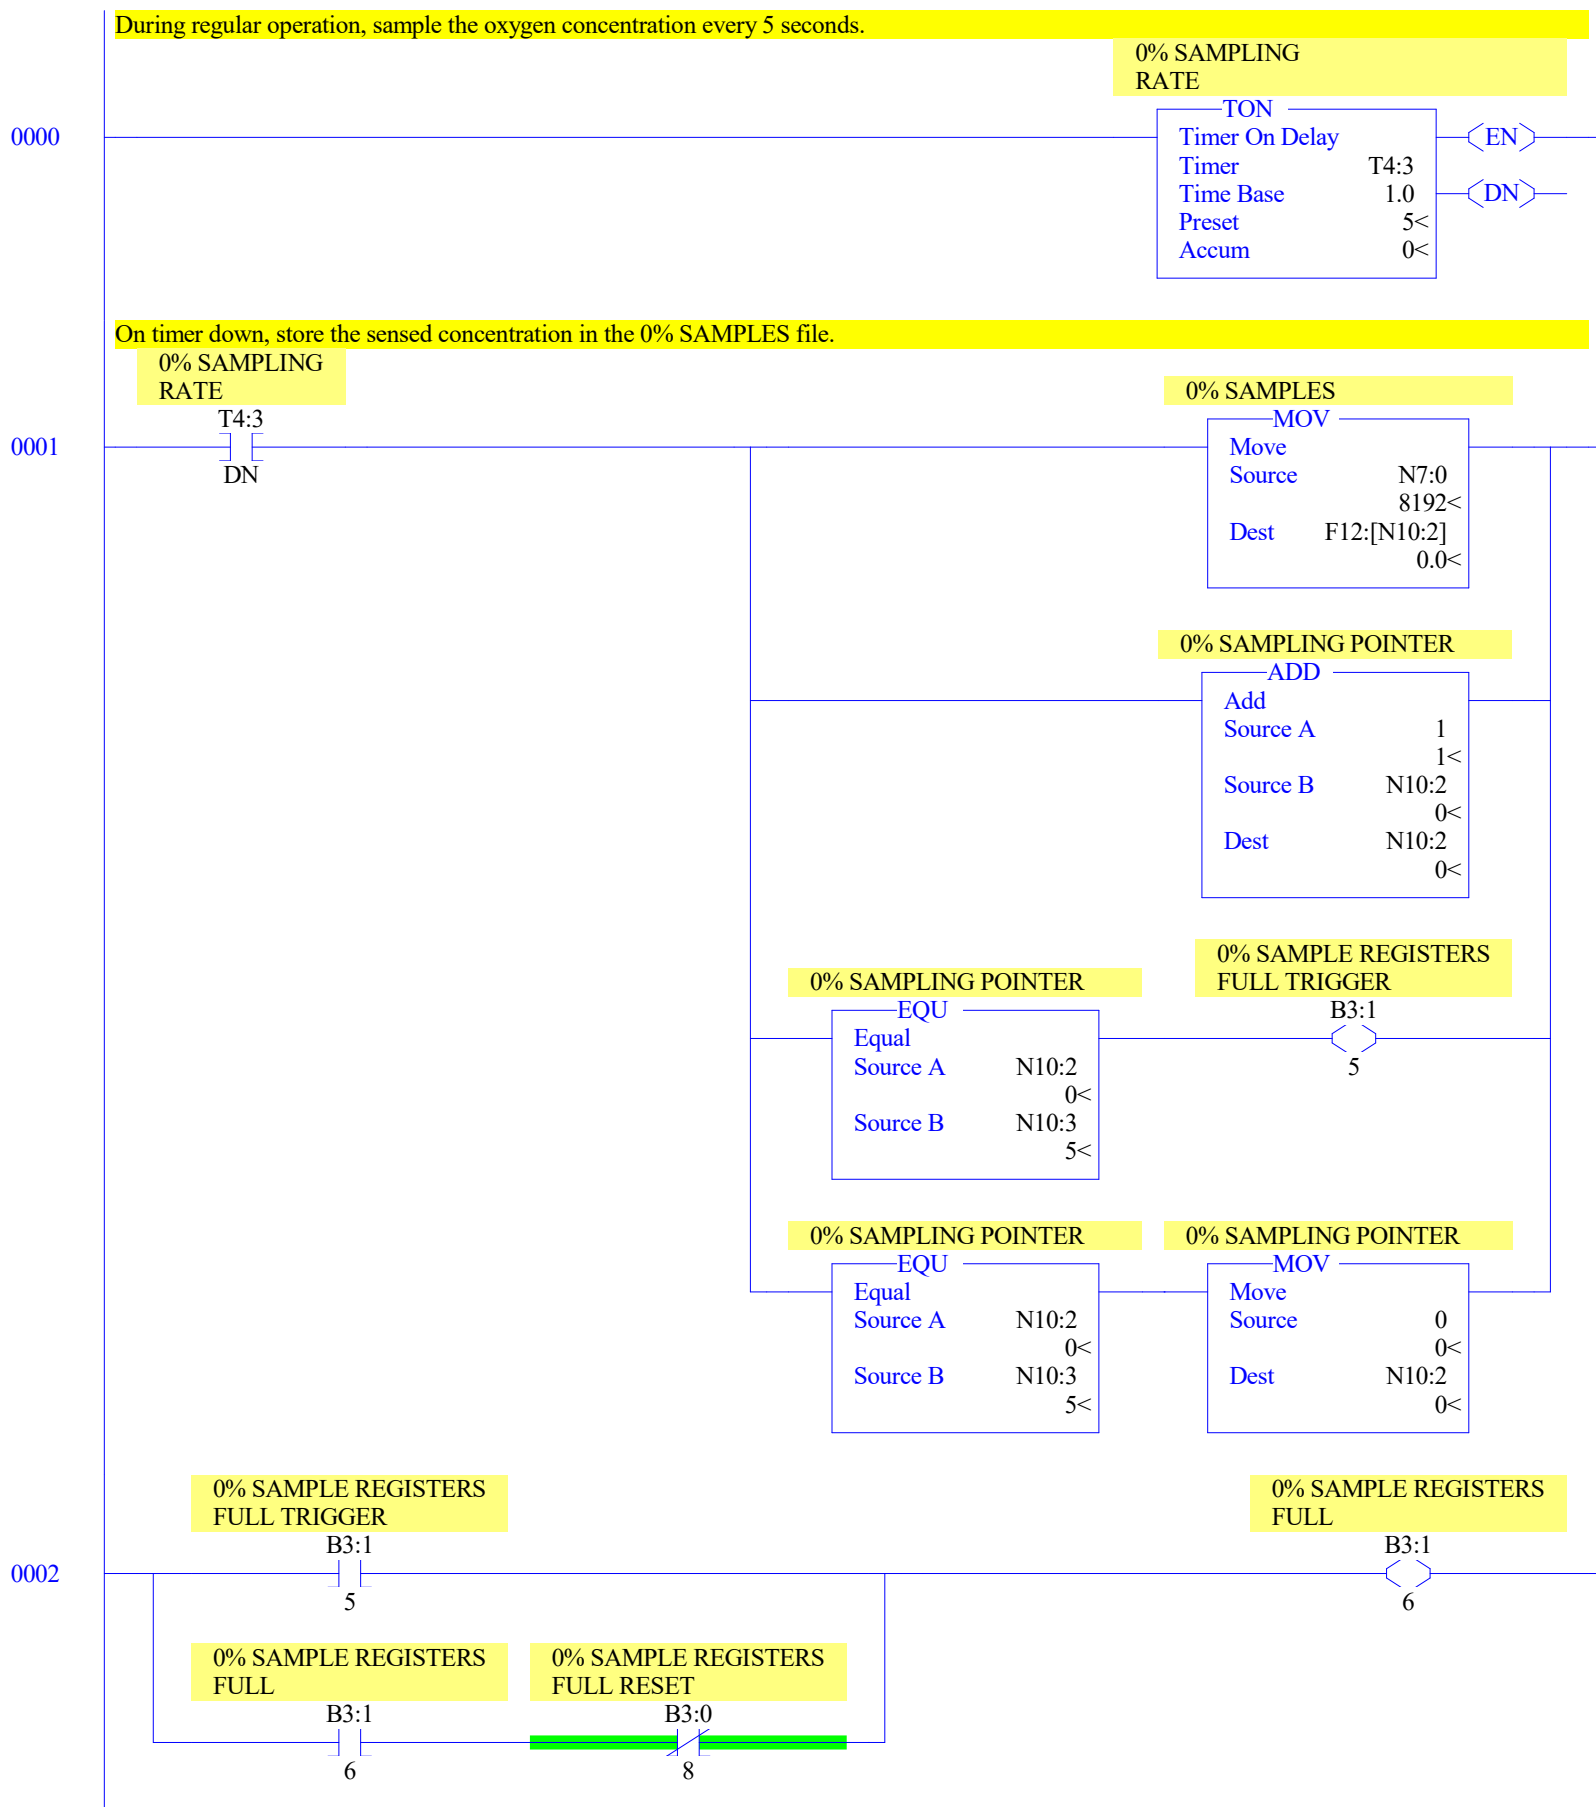 During regular operation, sample the oxygen concentration every 5 seconds.
0% SAMPLING
RATE
TON
0000
Timer On Delay
EN
Timer T4:3
Time Base 1.0
DN
Preset 5<
Accum 0<
On timer down, store the sensed concentration in the 0% SAMPLES file.
0% SAMPLING
RATE
T4:3
0001
DN
0% SAMPLES
MOV
Move
Source N7:0
8192<
Dest F12:[N10:2]
0.0<
0% SAMPLING POINTER
ADD
Add
Source A 1
1<
Source B N10:2
0<
Dest N10:2
0<
0% SAMPLING POINTER
EQU
Equal
Source A N10:2
0<
Source B N10:3
5<
0% SAMPLE REGISTERS
FULL TRIGGER
B3:1
5
0% SAMPLING POINTER
EQU
Equal
Source A N10:2
0<
Source B N10:3
5<
0% SAMPLING POINTER
MOV
Move
Source 0
0<
Dest N10:2
0<
0% SAMPLE REGISTERS
FULL TRIGGER
B3:1
0002
5
0% SAMPLE REGISTERS
FULL
B3:1
6
0% SAMPLE REGISTERS
FULL
B3:1
6
0% SAMPLE REGISTERS
FULL RESET
B3:0
8